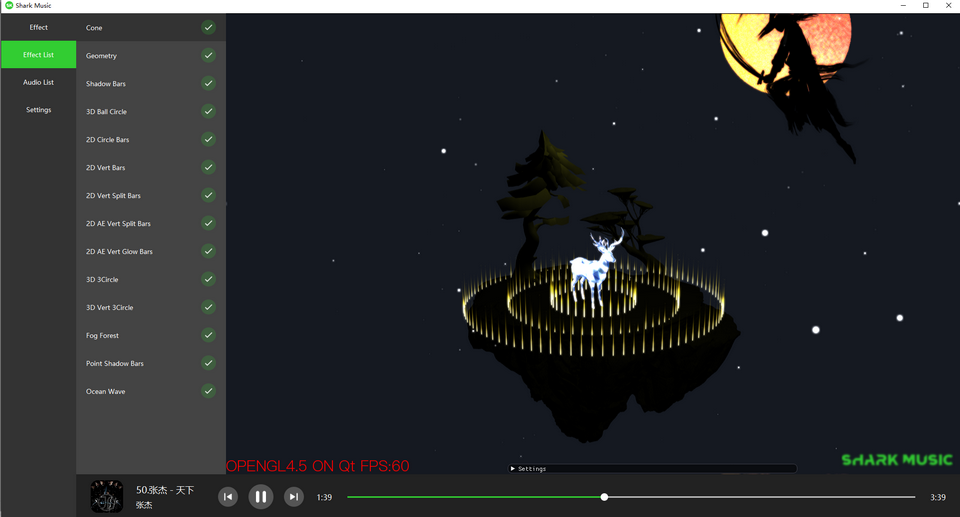 Shark Music
Effect
Effect List
Audio List
Settings
Cone
Geometry
Shadow Bars
3D Ball Circle
2D Circle Bars
2D Vert Bars
2D Vert Split Bars
2D AE Vert Split Bars
2D AE Vert Glow Bars
3D 3Circle
3D Vert 3Circle
Fog Forest
Point Shadow Bars
Ocean Wave
OPENGL4.5 ON Qt FPS:60
Settings
SHARK MUSIC
50.张杰 - 天下
张杰
1:39
3:39